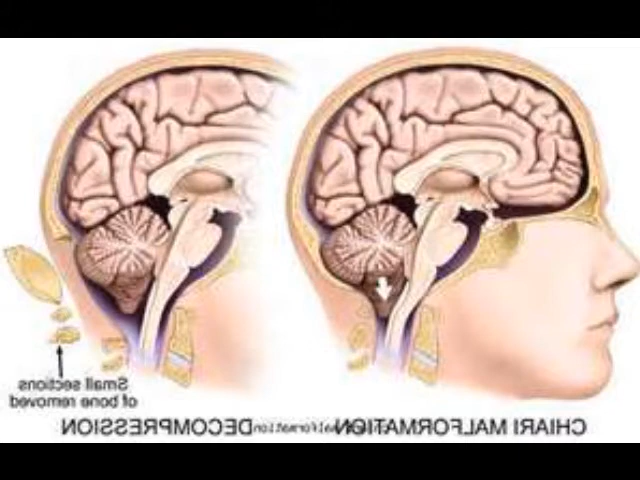 Small sections
of bone removed
CHIARI MALFORMATION
DECOMPRESSION